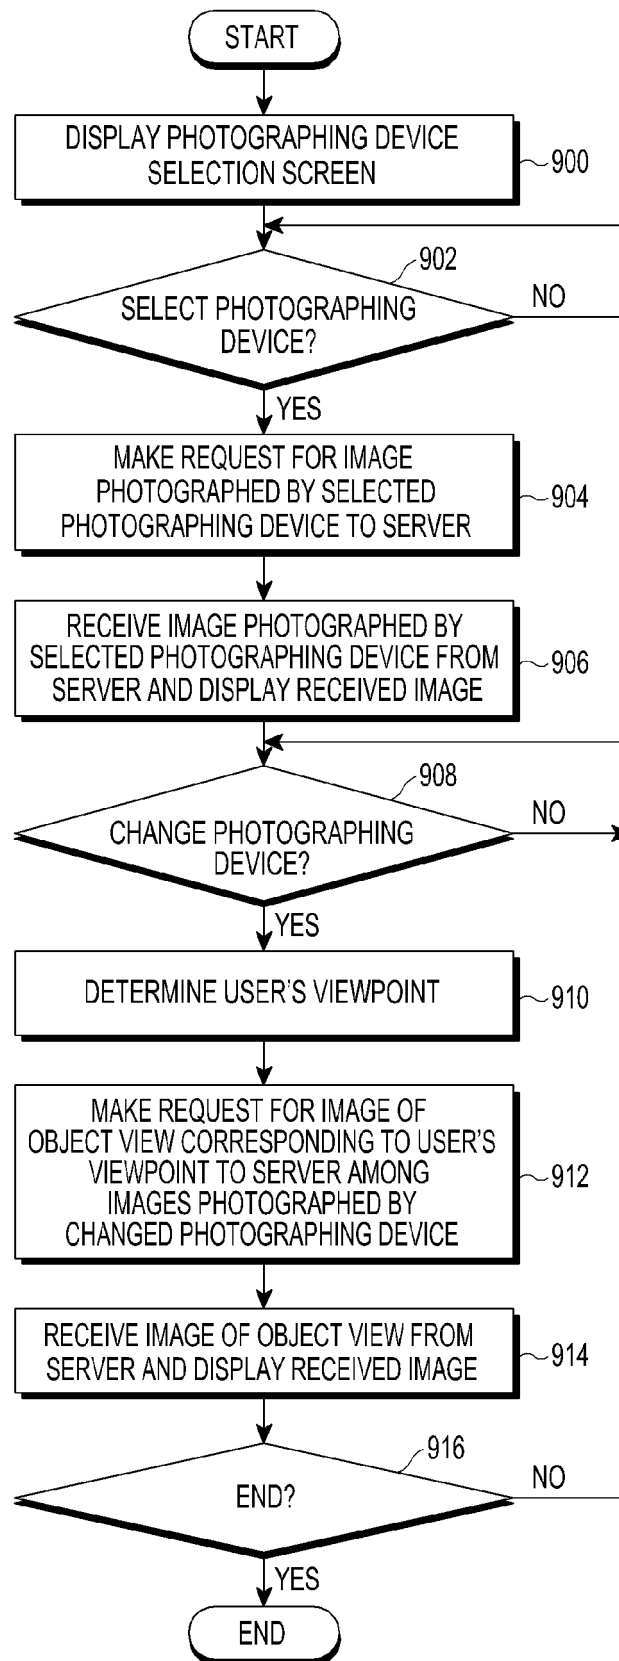 START
DISPLAY PHOTOGRAPHING DEVICE
SELECTION SCREEN
900
902
SELECT PHOTOGRAPHING
DEVICE?
NO
YES
MAKE REQUEST FOR IMAGE
PHOTOGRAPHED BY SELECTED
PHOTOGRAPHING DEVICE TO SERVER
904
RECEIVE IMAGE PHOTOGRAPHED BY
SELECTED PHOTOGRAPHING DEVICE FROM
SERVER AND DISPLAY RECEIVED IMAGE
906
908
CHANGE PHOTOGRAPHING
DEVICE?
NO
YES
DETERMINE USER'S VIEWPOINT
910
MAKE REQUEST FOR IMAGE OF
OBJECT VIEW CORRESPONDING TO USER'S
VIEWPOINT TO SERVER AMONG
IMAGES PHOTOGRAPHED BY
CHANGED PHOTOGRAPHING DEVICE
912
RECEIVE IMAGE OF OBJECT VIEW FROM
SERVER AND DISPLAY RECEIVED IMAGE
914
916
END?
NO
YES
END